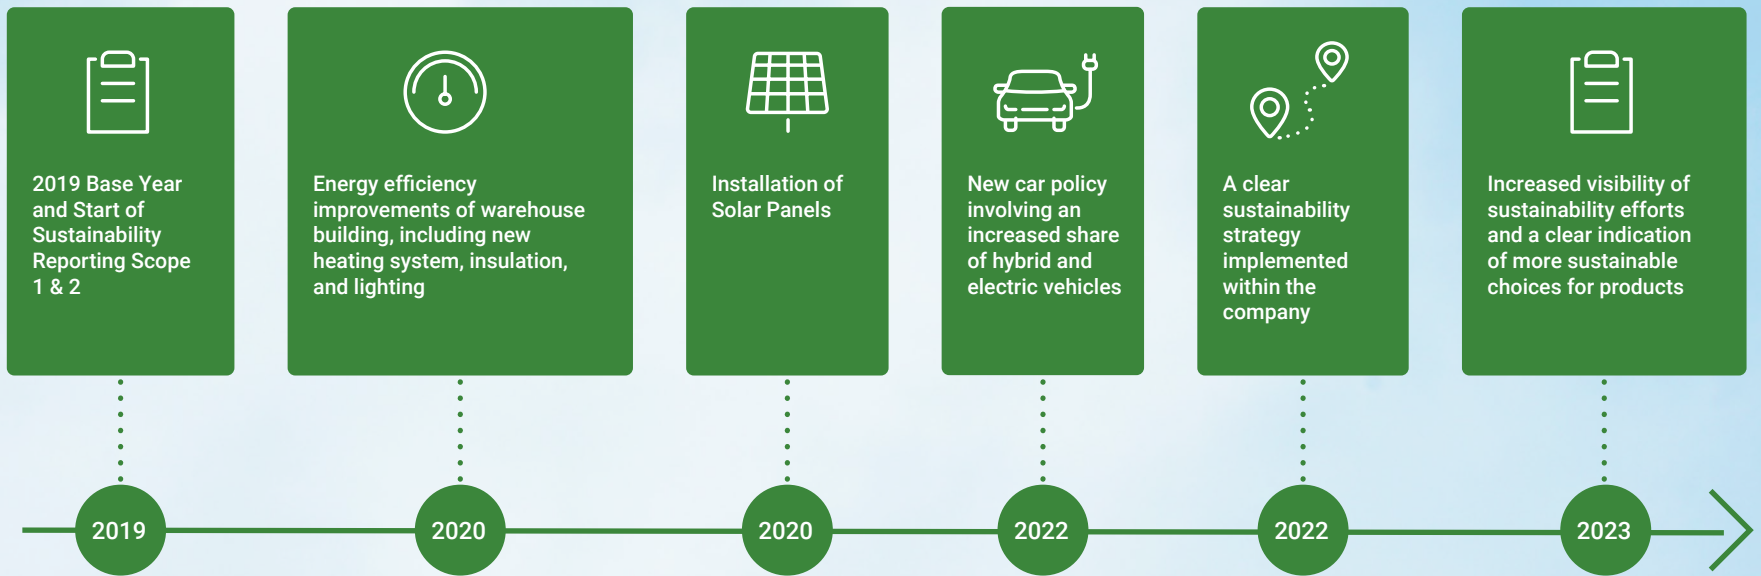 2019 Base Year
and Start of
Sustainability
Reporting Scope
1 & 2
Energy efficiency
improvements of warehouse
building, including new
heating system, insulation,
and lighting
Installation of
Solar Panels
New car policy
involving an
increased share
of hybrid and
electric vehicles
A clear
sustainability
strategy
implemented
within the
company
Increased visibility of
sustainability efforts
and a clear indication
of more sustainable
choices for products
2019
2020
2020
2022
2022
2023